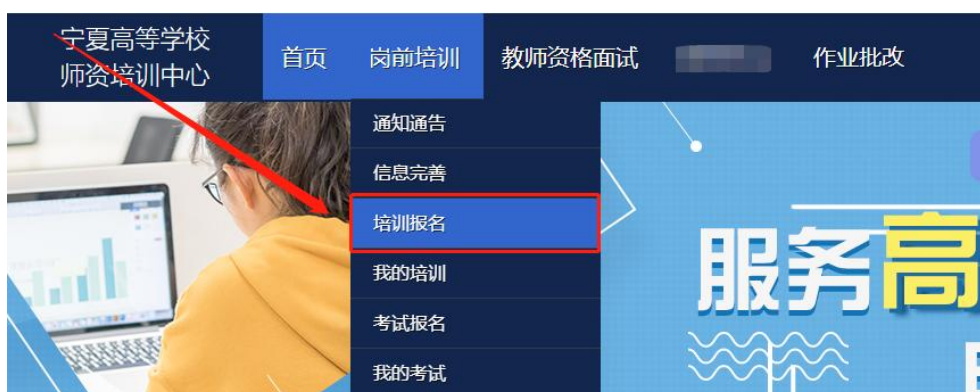 宁夏高等学校
师资培训中心
首页
岗前培训
教师资格面试
作业批改
通知通告
信息完善
培训报名
我的培训
考试报名
我的考试
服务高